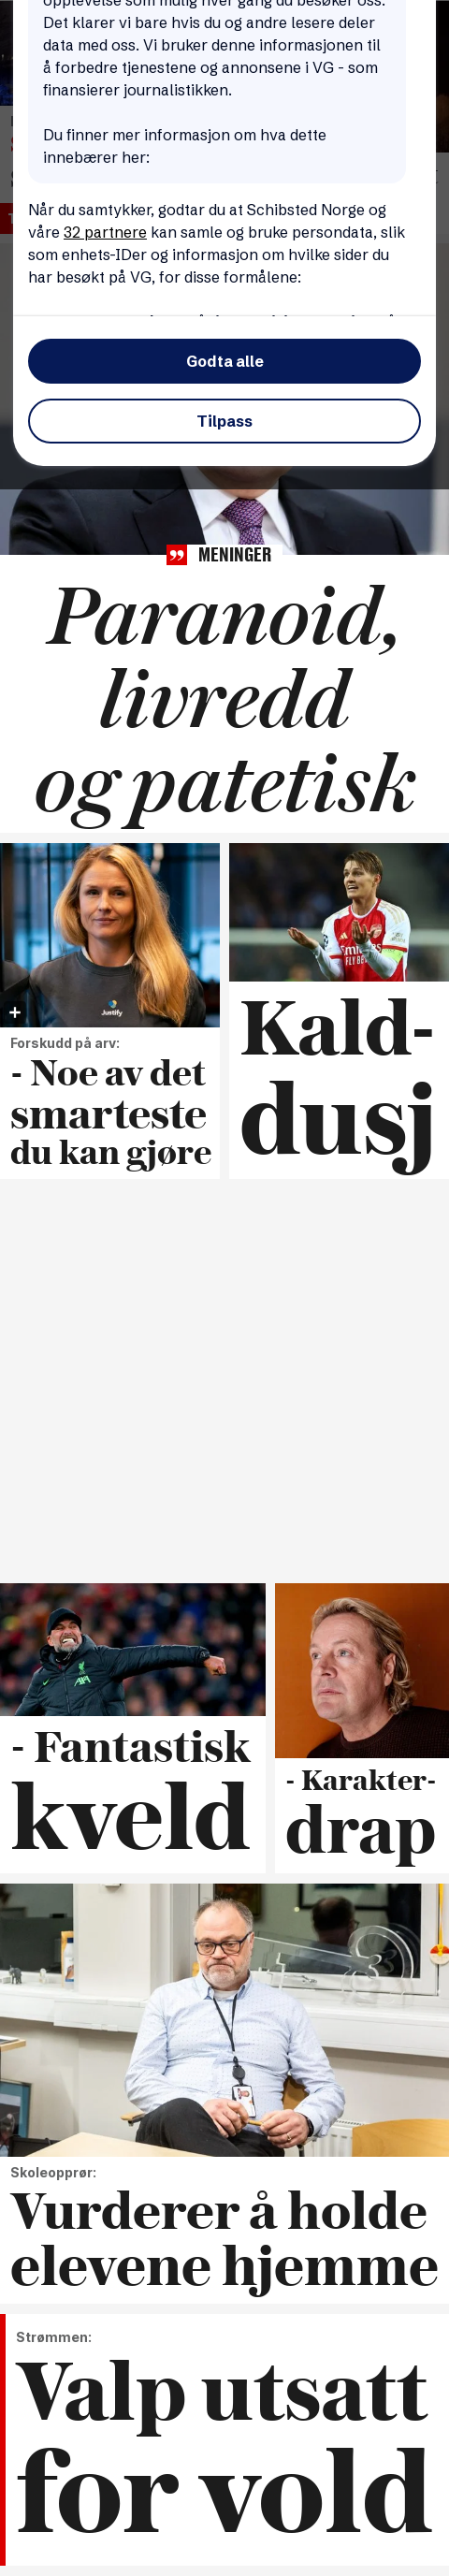 opplevelse som mulig hver gang du besøker oss.
Det klarer vi bare hvis du og andre lesere deler
data med oss. Vi bruker denne informasjonen til
å forbedre tjenestene og annonsene i VG - som
finansierer journalistikken.
Du finner mer informasjon om hva dette
innebærer her:
Når du samtykker, godtar du at Schibsted Norge og
våre 32 partnere kan samle og bruke persondata, slik
som enhets-IDer og informasjon om hvilke sider du
har besøkt på VG, for disse formålene:
Godta alle
Tilpass
MENINGER
Paranoid,
livredd
og patetisk
Justify
FLY BE
Forskudd på arv:
- Noe av det
smarteste
du kan gjøre
Kald-
dusj
AXA
- Fantastisk
kveld
- Karakter-
drap
Skoleopprør:
Vurderer å holde
elevene hjemme
Strømmen:
Valp utsatt
for vold